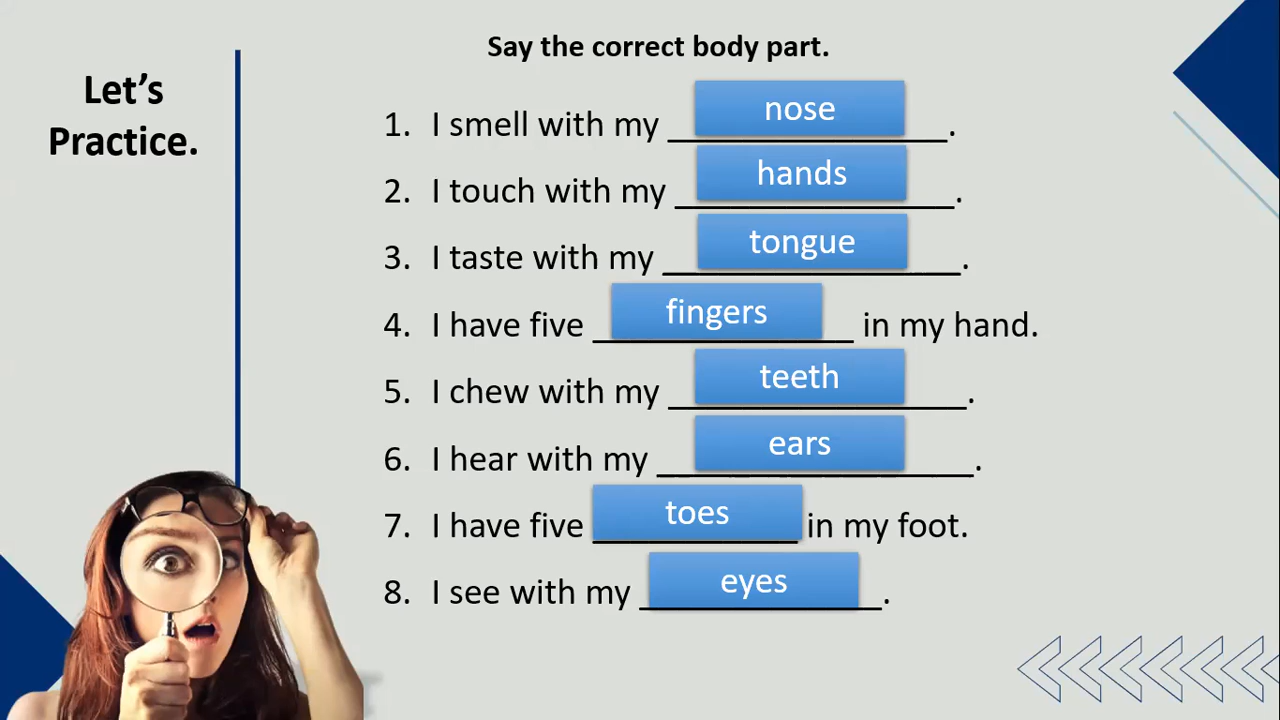 Let's
Practice.
Say the correct body part.
1. I smell with my nose.
2. I touch with my hands.
3. I taste with my tongue.
4. I have five fingers in my hand.
5. I chew with my teeth.
6. I hear with my ears.
7. I have five toes in my foot.
8. I see with my eyes.